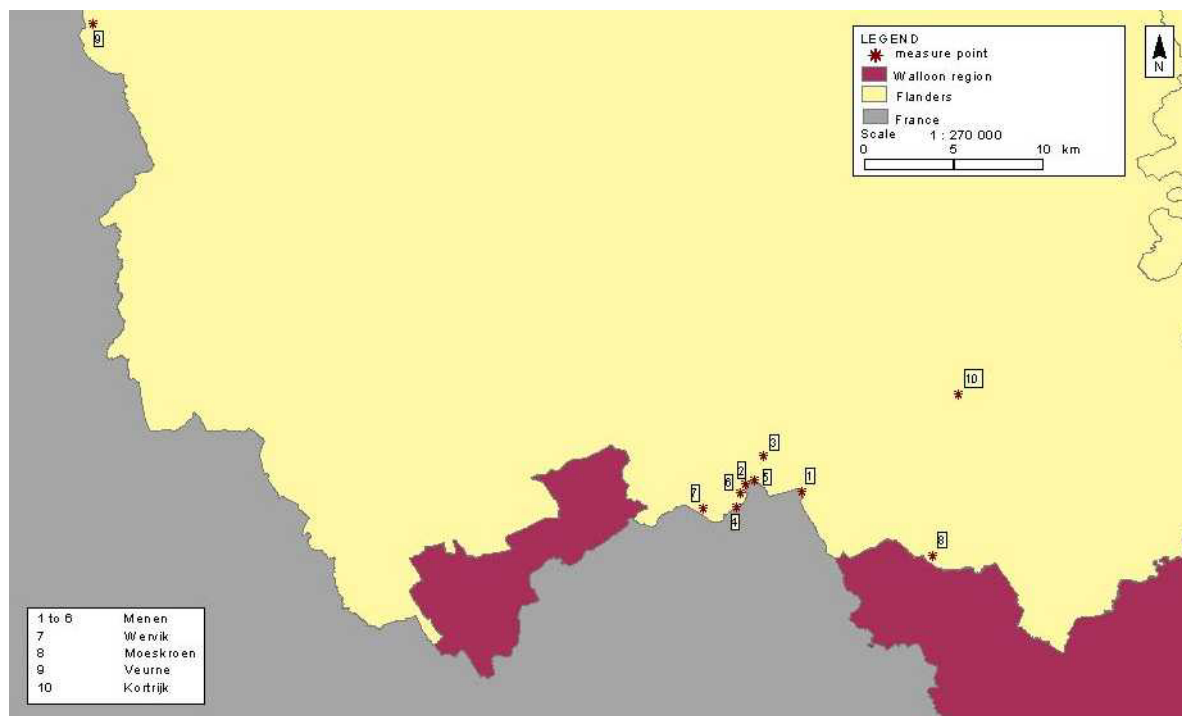 9
LEGEND
measure point
Walloon region
Flanders
France
Scale 1 : 270 000
0 5 10 km
N
10
3
2
5
1
6
7
4
8
1 to 6 Menen
7 Wervik
8 Moeskroen
9 Veurne
10 Kortrijk